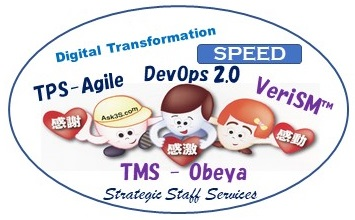 Digital Transformation
SPEED
TPS-Agile
DevOps 2.0
VeriSM™
Ask3S.com
感謝
感激
感動
TMS - Obeya
Strategic Staff Services